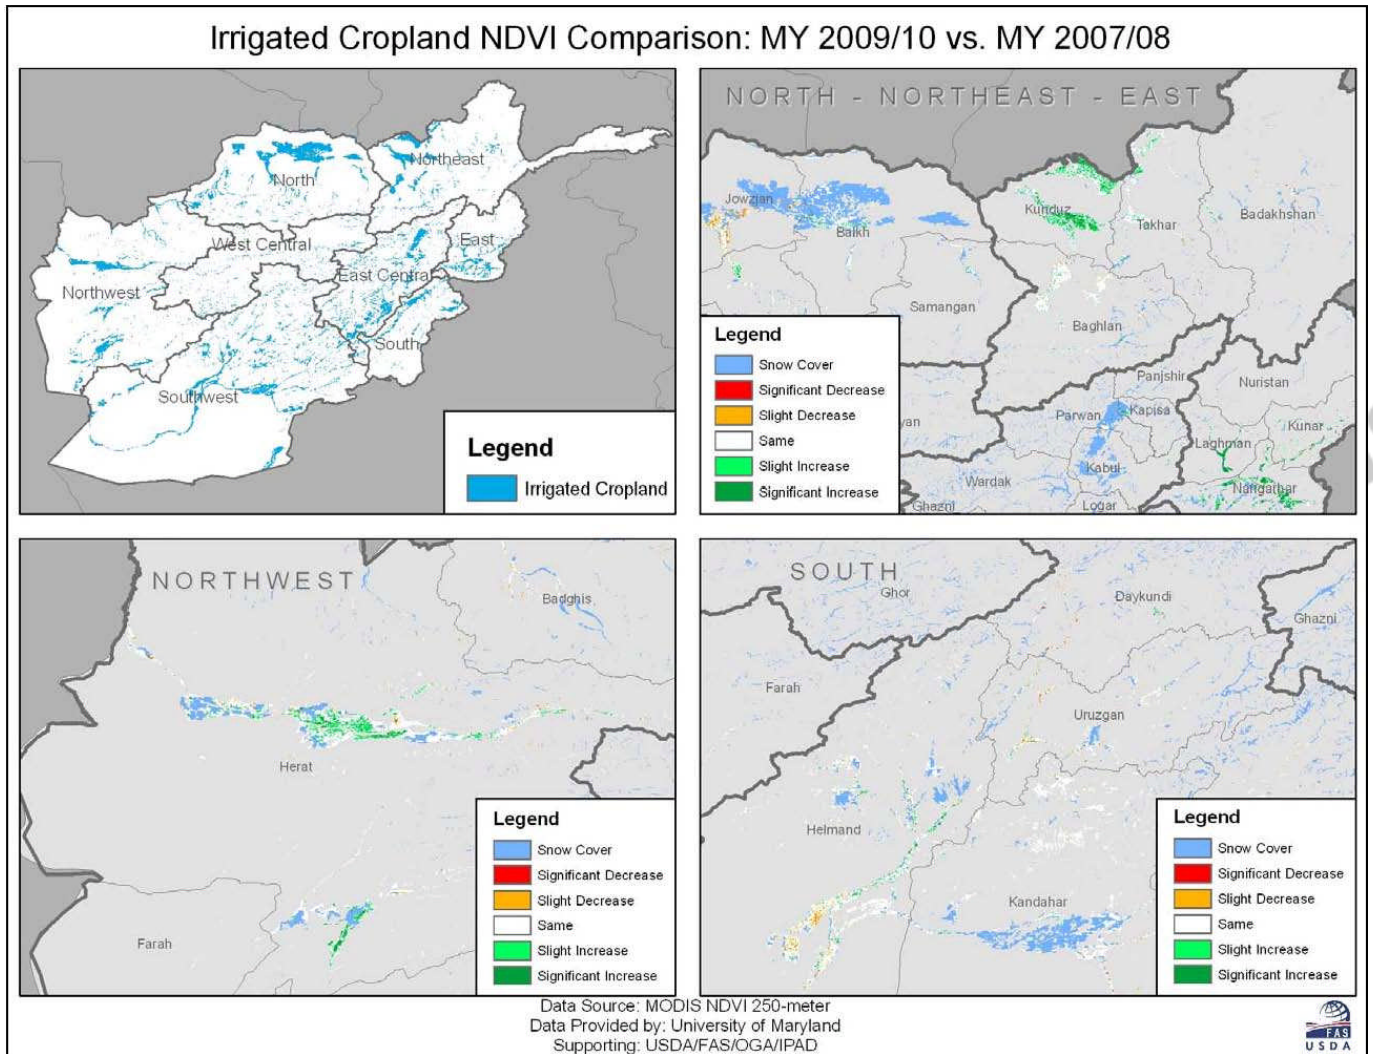 Irrigated Cropland NDVI Comparison: MY 2009/10 vs. MY 2007/08
North
Northeast
West Central
East
East Central
Northwest
South
Southwest
Legend
Irrigated Cropland
NORTH - NORTHEAST - EAST
Jowzjan
Balkh
Kunduz
Takhar
Badakhshan
Samangan
Baghlan
Panjshir
Nuristan
Parwan
Kapisa
Kunar
yan
Laghman
Kabul
Wardak
Nangarhar
Ghazni
Logar
Legend
Snow Cover
Significant Decrease
Slight Decrease
Same
Slight Increase
Significant Increase
NORTHWEST
Badghis
Herat
Farah
Legend
Snow Cover
Significant Decrease
Slight Decrease
Same
Slight Increase
Significant Increase
SOUTH
Ghor
Daykundi
Ghazni
Farah
Uruzgan
Helmand
Kandahar
Legend
Snow Cover
Significant Decrease
Slight Decrease
Same
Slight Increase
Significant Increase
Data Source: MODIS NDVI 250-meter
Data Provided by: University of Maryland
Supporting: USDA/FAS/OGA/IPAD
FAS
USDA